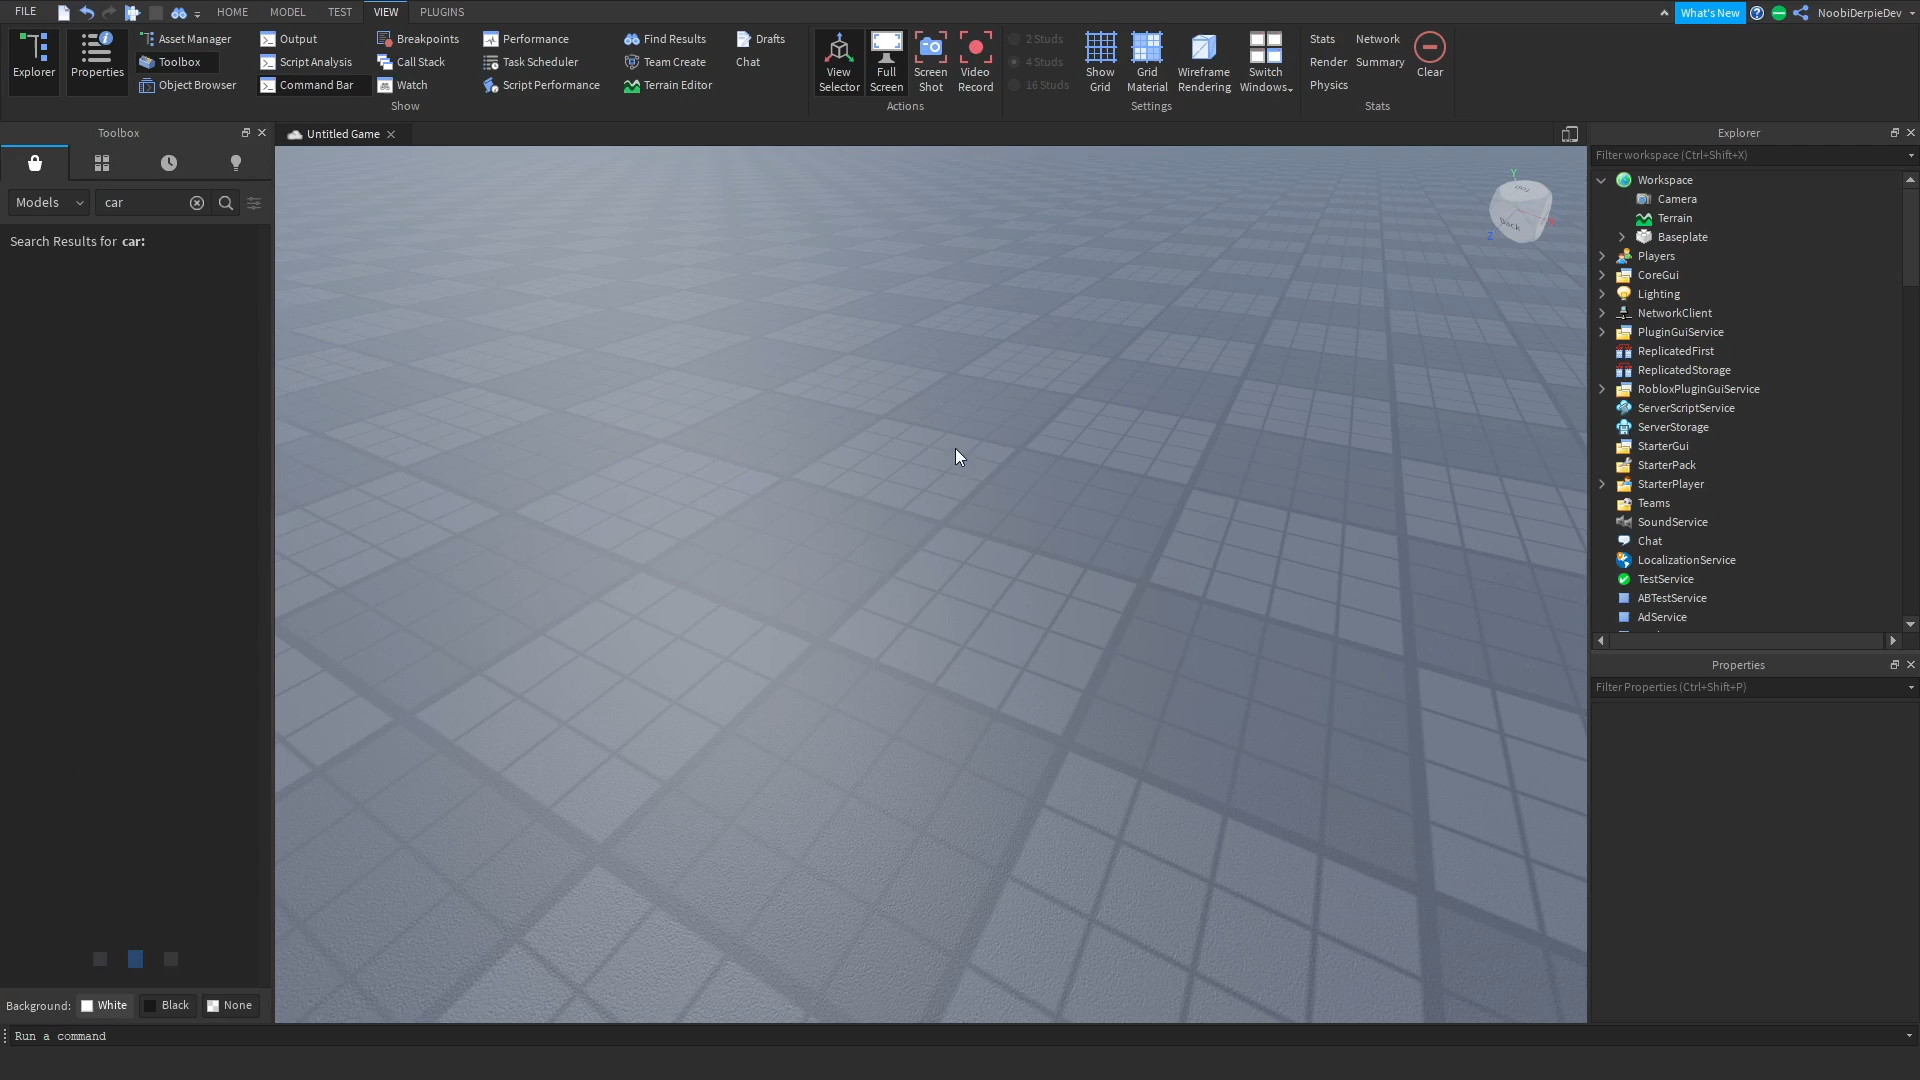 FILE
HOME
MODEL
TEST
VIEW
PLUGINS
What's New
NoobiDerpieDev
Explorer
Properties
Asset Manager
Toolbox
Object Browser
Output
Script Analysis
Command Bar
Breakpoints
Call Stack
Watch
Performance
Task Scheduler
Script Performance
Find Results
Team Create
Terrain Editor
Drafts
Chat
Show
View
Selector
Full
Screen
Screen
Shot
Video
Record
Actions
2 Studs
4 Studs
16 Studs
Show
Grid
Grid
Material
Wireframe
Rendering
Switch
Windows
Settings
Stats
Network
Render
Summary
Physics
Clear
Stats
Toolbox
Models
car
Search Results for car:
Background:
White
Black
None
Untitled Game
Y
Back
Z
Explorer
Filter workspace (Ctrl+Shift+X)
Workspace
Camera
Terrain
Baseplate
Players
CoreGui
Lighting
NetworkClient
PluginGuiService
ReplicatedFirst
ReplicatedStorage
RobloxPluginGuiService
ServerScriptService
ServerStorage
StarterGui
StarterPack
StarterPlayer
Teams
SoundService
Chat
LocalizationService
TestService
ABTestService
AdService
Properties
Filter Properties (Ctrl+Shift+P)
Run a command